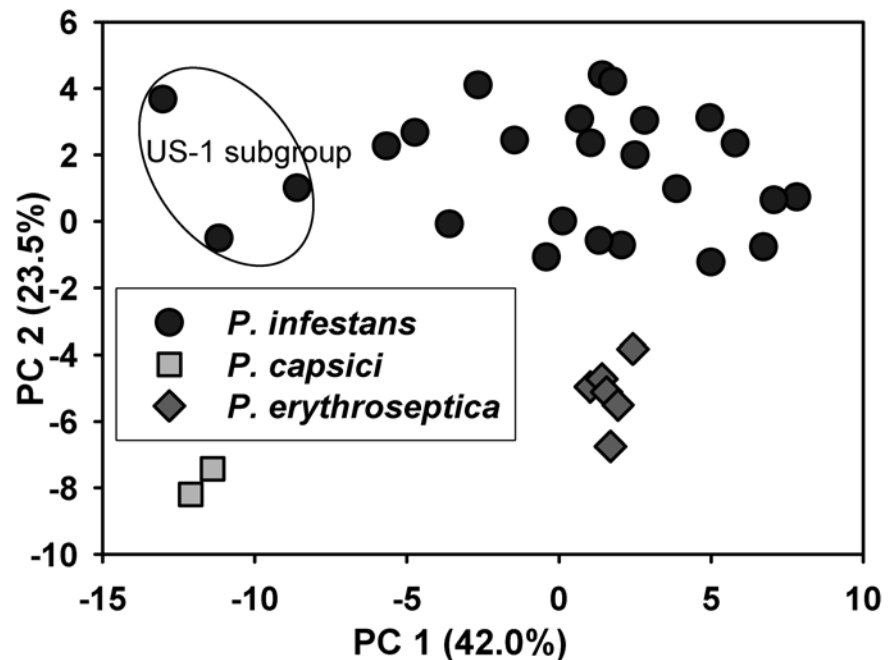 6
4
2
0
-2
-4
-6
-8
-10
PC 2 (23.5%)
US-1 subgroup
P. infestans
P. capsici
P. erythroseptica
-15 -10 -5 0 5 10
PC 1 (42.0%)